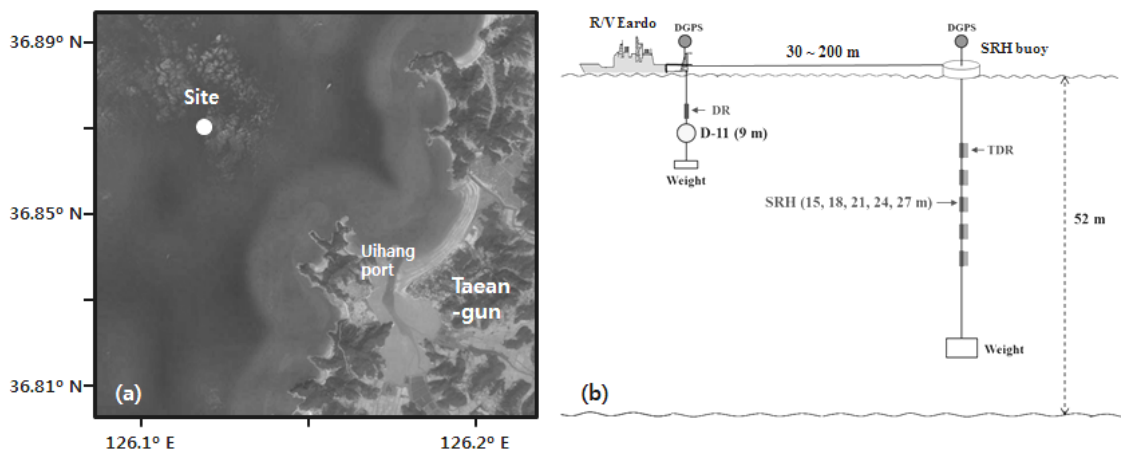 36.89° N
36.85° N
36.81° N
126.1° E
126.2° E
Site
Uihang
port
Taean
-gun
(a)
R/V Eardo
DGPS
DGPS
SRH buoy
30 ~ 200 m
DR
D-11 (9 m)
Weight
TDR
SRH (15, 18, 21, 24, 27 m)
52 m
Weight
(b)